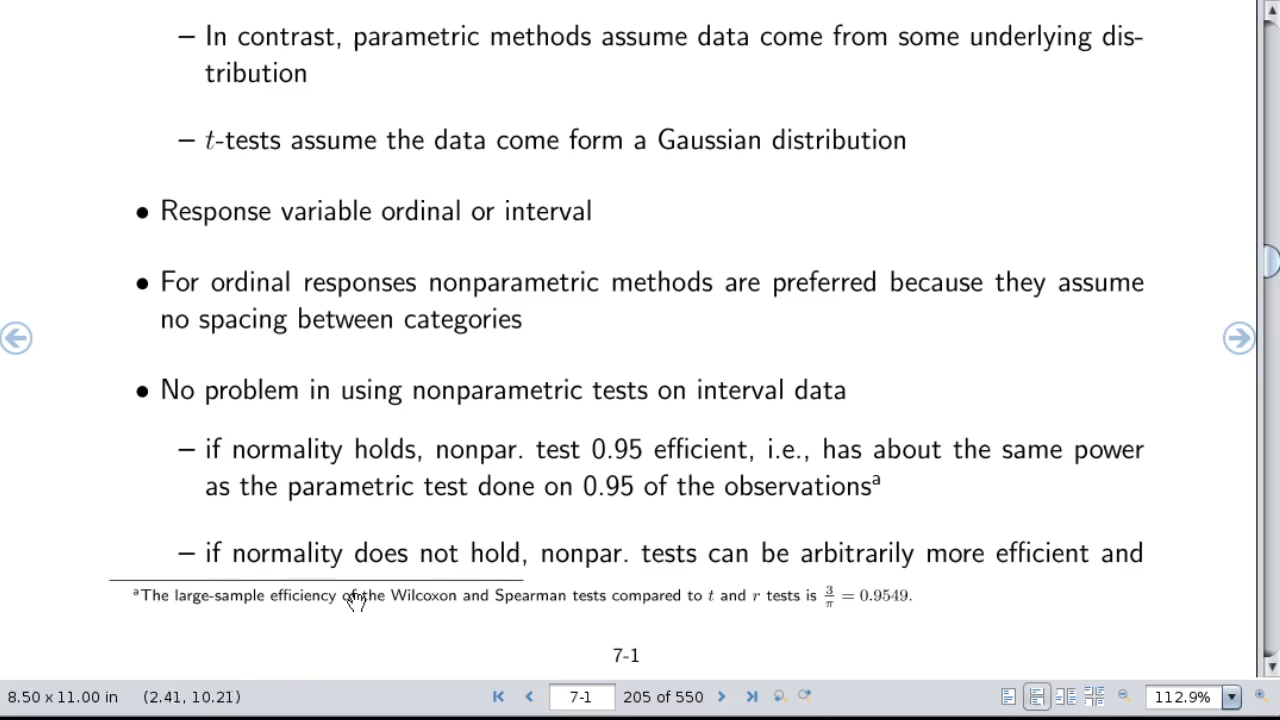 – In contrast, parametric methods assume data come from some underlying dis-
tribution
– t-tests assume the data come form a Gaussian distribution
• Response variable ordinal or interval
• For ordinal responses nonparametric methods are preferred because they assume
no spacing between categories
• No problem in using nonparametric tests on interval data
– if normality holds, nonpar. test 0.95 efficient, i.e., has about the same power
as the parametric test done on 0.95 of the observationsᵃ
– if normality does not hold, nonpar. tests can be arbitrarily more efficient and
ᵃThe large-sample efficiency of the Wilcoxon and Spearman tests compared to t and r tests is 3/π = 0.9549.
7-1
8.50 x 11.00 in (2.41, 10.21) 7-1 205 of 550 112.9%